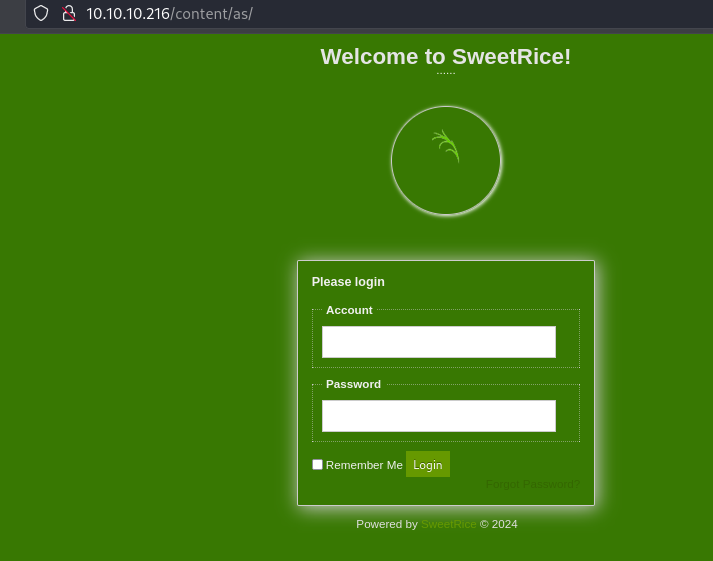 10.10.10.216/content/as/
Welcome to SweetRice!
······
Please login
Account
Password
Remember Me Login
Forgot Password?
Powered by SweetRice © 2024